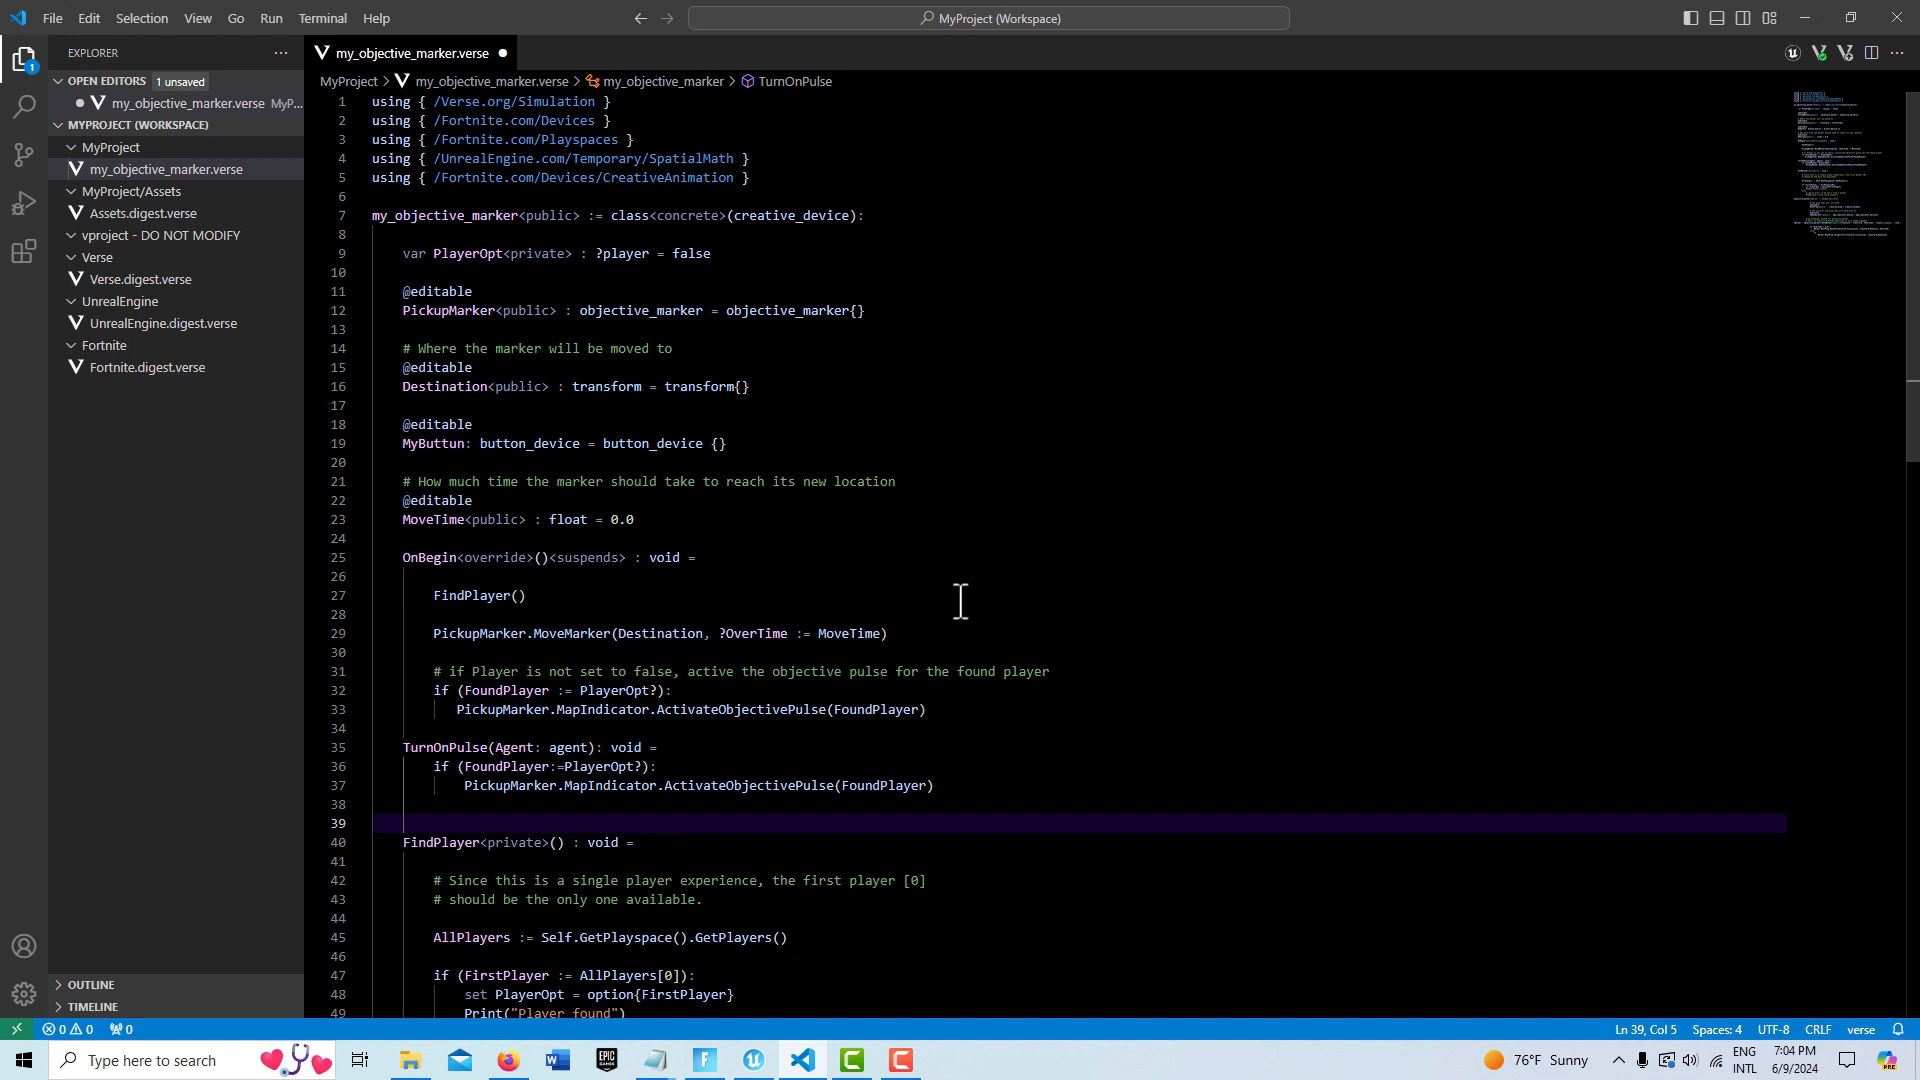 File Edit Selection View Go Run Terminal Help
MyProject (Workspace)
EXPLORER
OPEN EDITORS 1 unsaved
my_objective_marker.verse MyP...
MYPROJECT (WORKSPACE)
MyProject
my_objective_marker.verse
MyProject/Assets
Assets.digest.verse
vproject - DO NOT MODIFY
Verse
Verse.digest.verse
UnrealEngine
UnrealEngine.digest.verse
Fortnite
Fortnite.digest.verse
OUTLINE
TIMELINE
my_objective_marker.verse
MyProject > my_objective_marker.verse > my_objective_marker > TurnOnPulse
1 using { /Verse.org/Simulation }
2 using { /Fortnite.com/Devices }
3 using { /Fortnite.com/Playspaces }
4 using { /UnrealEngine.com/Temporary/SpatialMath }
5 using { /Fortnite.com/Devices/CreativeAnimation }
6
7 my_objective_marker<public> := class<concrete>(creative_device):
8
9 var PlayerOpt<private> : ?player = false
10
11 @editable
12 PickupMarker<public> : objective_marker = objective_marker{}
13
14 # Where the marker will be moved to
15 @editable
16 Destination<public> : transform = transform{}
17
18 @editable
19 MyButtun: button_device = button_device {}
20
21 # How much time the marker should take to reach its new location
22 @editable
23 MoveTime<public> : float = 0.0
24
25 OnBegin<override>()<suspends> : void =
26
27 FindPlayer()
28
29 PickupMarker.MoveMarker(Destination, ?OverTime := MoveTime)
30
31 # if Player is not set to false, active the objective pulse for the found player
32 if (FoundPlayer := PlayerOpt?):
33 PickupMarker.MapIndicator.ActivateObjectivePulse(FoundPlayer)
34
35 TurnOnPulse(Agent: agent): void =
36 if (FoundPlayer:=PlayerOpt?):
37 PickupMarker.MapIndicator.ActivateObjectivePulse(FoundPlayer)
38
39
40 FindPlayer<private>() : void =
41
42 # Since this is a single player experience, the first player [0]
43 # should be the only one available.
44
45 AllPlayers := Self.GetPlayspace().GetPlayers()
46
47 if (FirstPlayer := AllPlayers[0]):
48 set PlayerOpt = option{FirstPlayer}
49 Print("Player found")
0 0 0
Ln 39, Col 5 Spaces: 4 UTF-8 CRLF verse
Type here to search
76°F Sunny
ENG
INTL
7:04 PM
6/9/2024